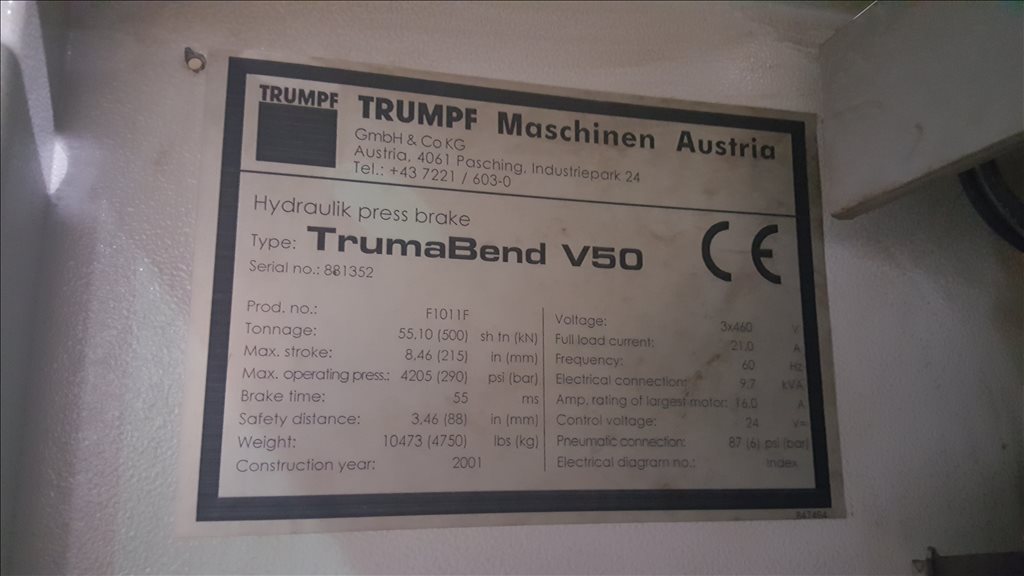 TRUMPF
TRUMPF Maschinen Austria
GmbH & Co KG
Austria, 4061 Pasching, Industriepark 24
Tel.: +43 7221 / 603-0
Hydraulik press brake
Type: TrumaBend V50
CE
Serial no.: 881352
Prod. no.: F1011F
Tonnage: 55,10 (500) sh tn (kN)
Max. stroke: 8,46 (215) in (mm)
Max. operating press.: 4205 (290) psi (bar)
Brake time: 55 ms
Safety distance: 3,46 (88) in (mm)
Weight: 10473 (4750) lbs (kg)
Construction year: 2001
Voltage: 3x460 V
Full load current: 21,0 A
Frequency: 60 Hz
Electrical connection: 9,7 kVA
Amp. rating of largest motor: 16,0 A
Control voltage: 24 V=
Pneumatic connection: 87 (6) psi (bar)
Electrical diagram no.: Index